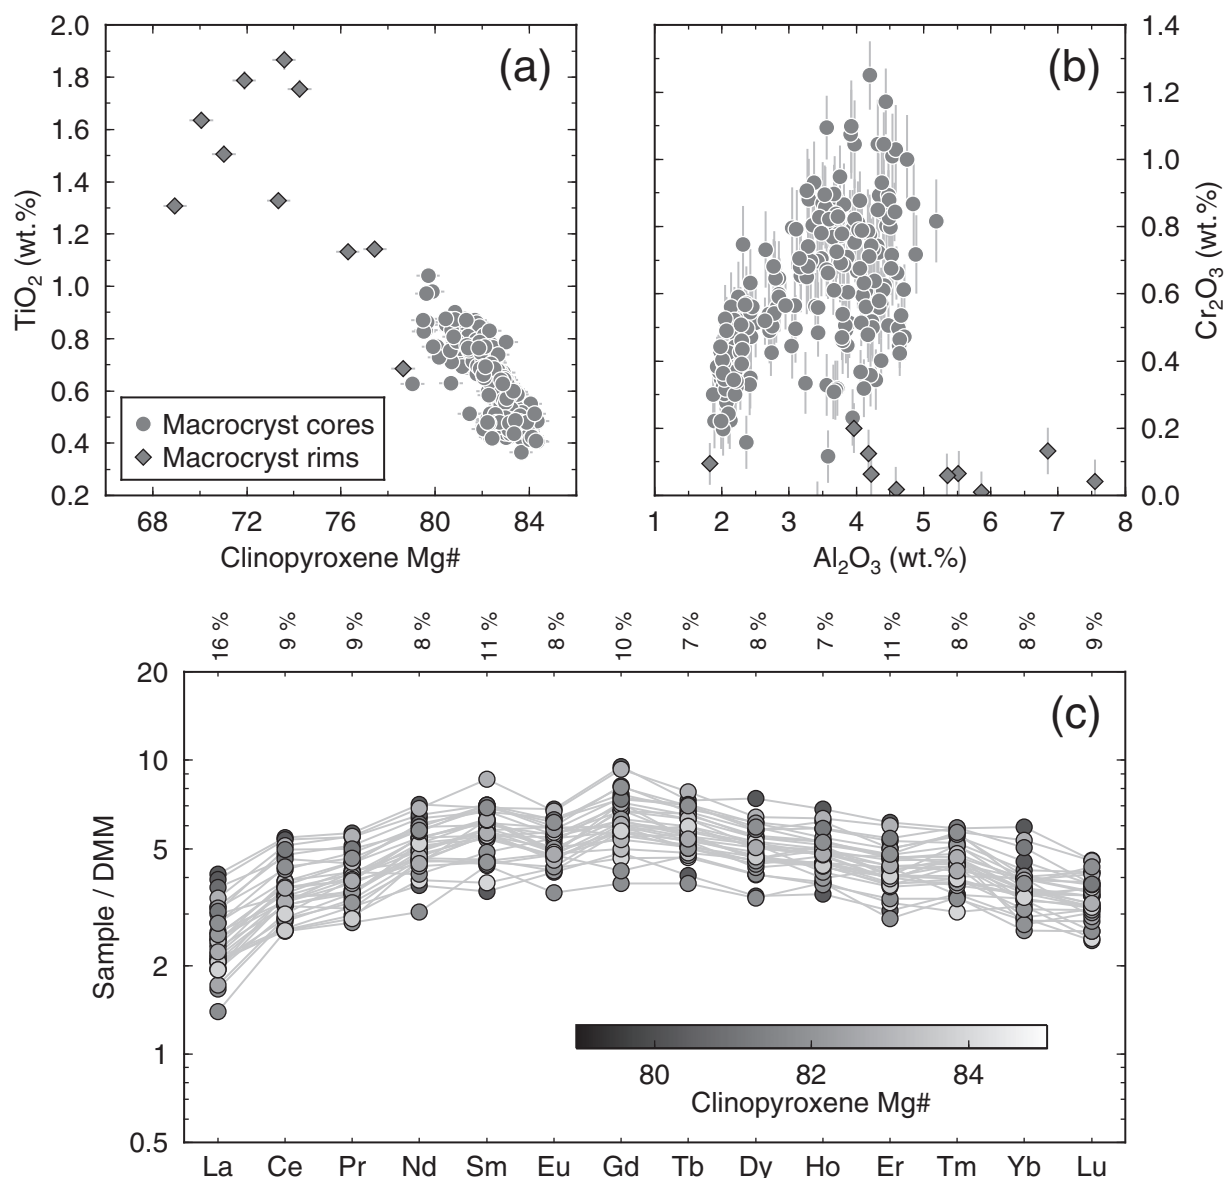 2.0
1.8
1.6
1.4
1.2
1.0
0.8
0.6
0.4
0.2
TiO₂ (wt.%)
(a)
Macrocryst cores
Macrocryst rims
68 72 76 80 84
Clinopyroxene Mg#
(b)
1.4
1.2
1.0
0.8
0.6
0.4
0.2
0.0
Cr₂O₃ (wt.%)
1 2 3 4 5 6 7 8
Al₂O₃ (wt.%)
16 % 9 % 9 % 8 % 11 % 8 % 10 % 7 % 8 % 7 % 11 % 8 % 8 % 9 %
(c)
20
10
5
2
1
0.5
Sample / DMM
80 82 84
Clinopyroxene Mg#
La Ce Pr Nd Sm Eu Gd Tb Dy Ho Er Tm Yb Lu